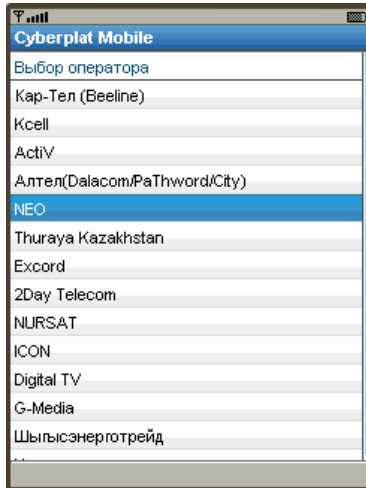 Cyberplat Mobile
Выбор оператора
Кар-Тел (Beeline)
Kcell
ActiV
Алтел(Dalacom/PaThword/City)
NEO
Thuraya Kazakhstan
Excord
2Day Telecom
NURSAT
ICON
Digital TV
G-Media
Шыгысэнерготрейд